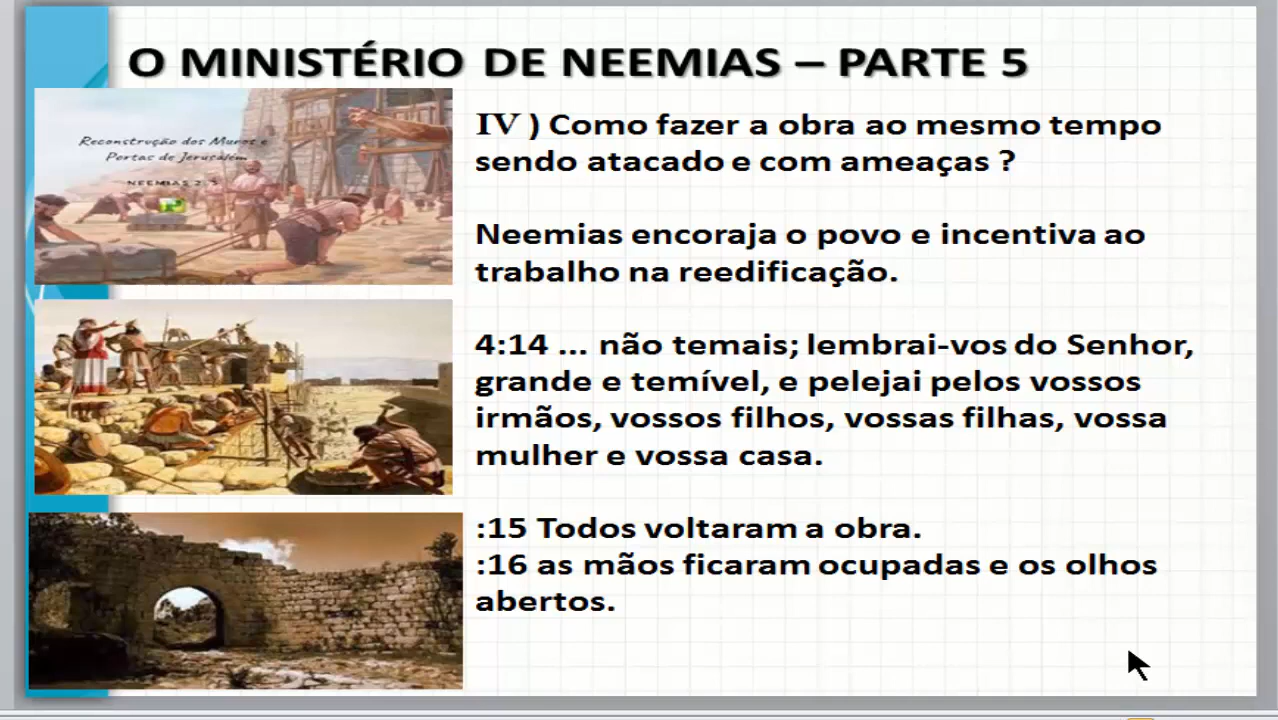 O MINISTÉRIO DE NEEMIAS – PARTE 5
Reconstrução dos Muros e
Portas de Jerusalém
NEEMIAS 2, 3
IV ) Como fazer a obra ao mesmo tempo
sendo atacado e com ameaças ?
Neemias encoraja o povo e incentiva ao
trabalho na reedificação.
4:14 ... não temais; lembrai-vos do Senhor,
grande e temível, e pelejai pelos vossos
irmãos, vossos filhos, vossas filhas, vossa
mulher e vossa casa.
:15 Todos voltaram a obra.
:16 as mãos ficaram ocupadas e os olhos
abertos.